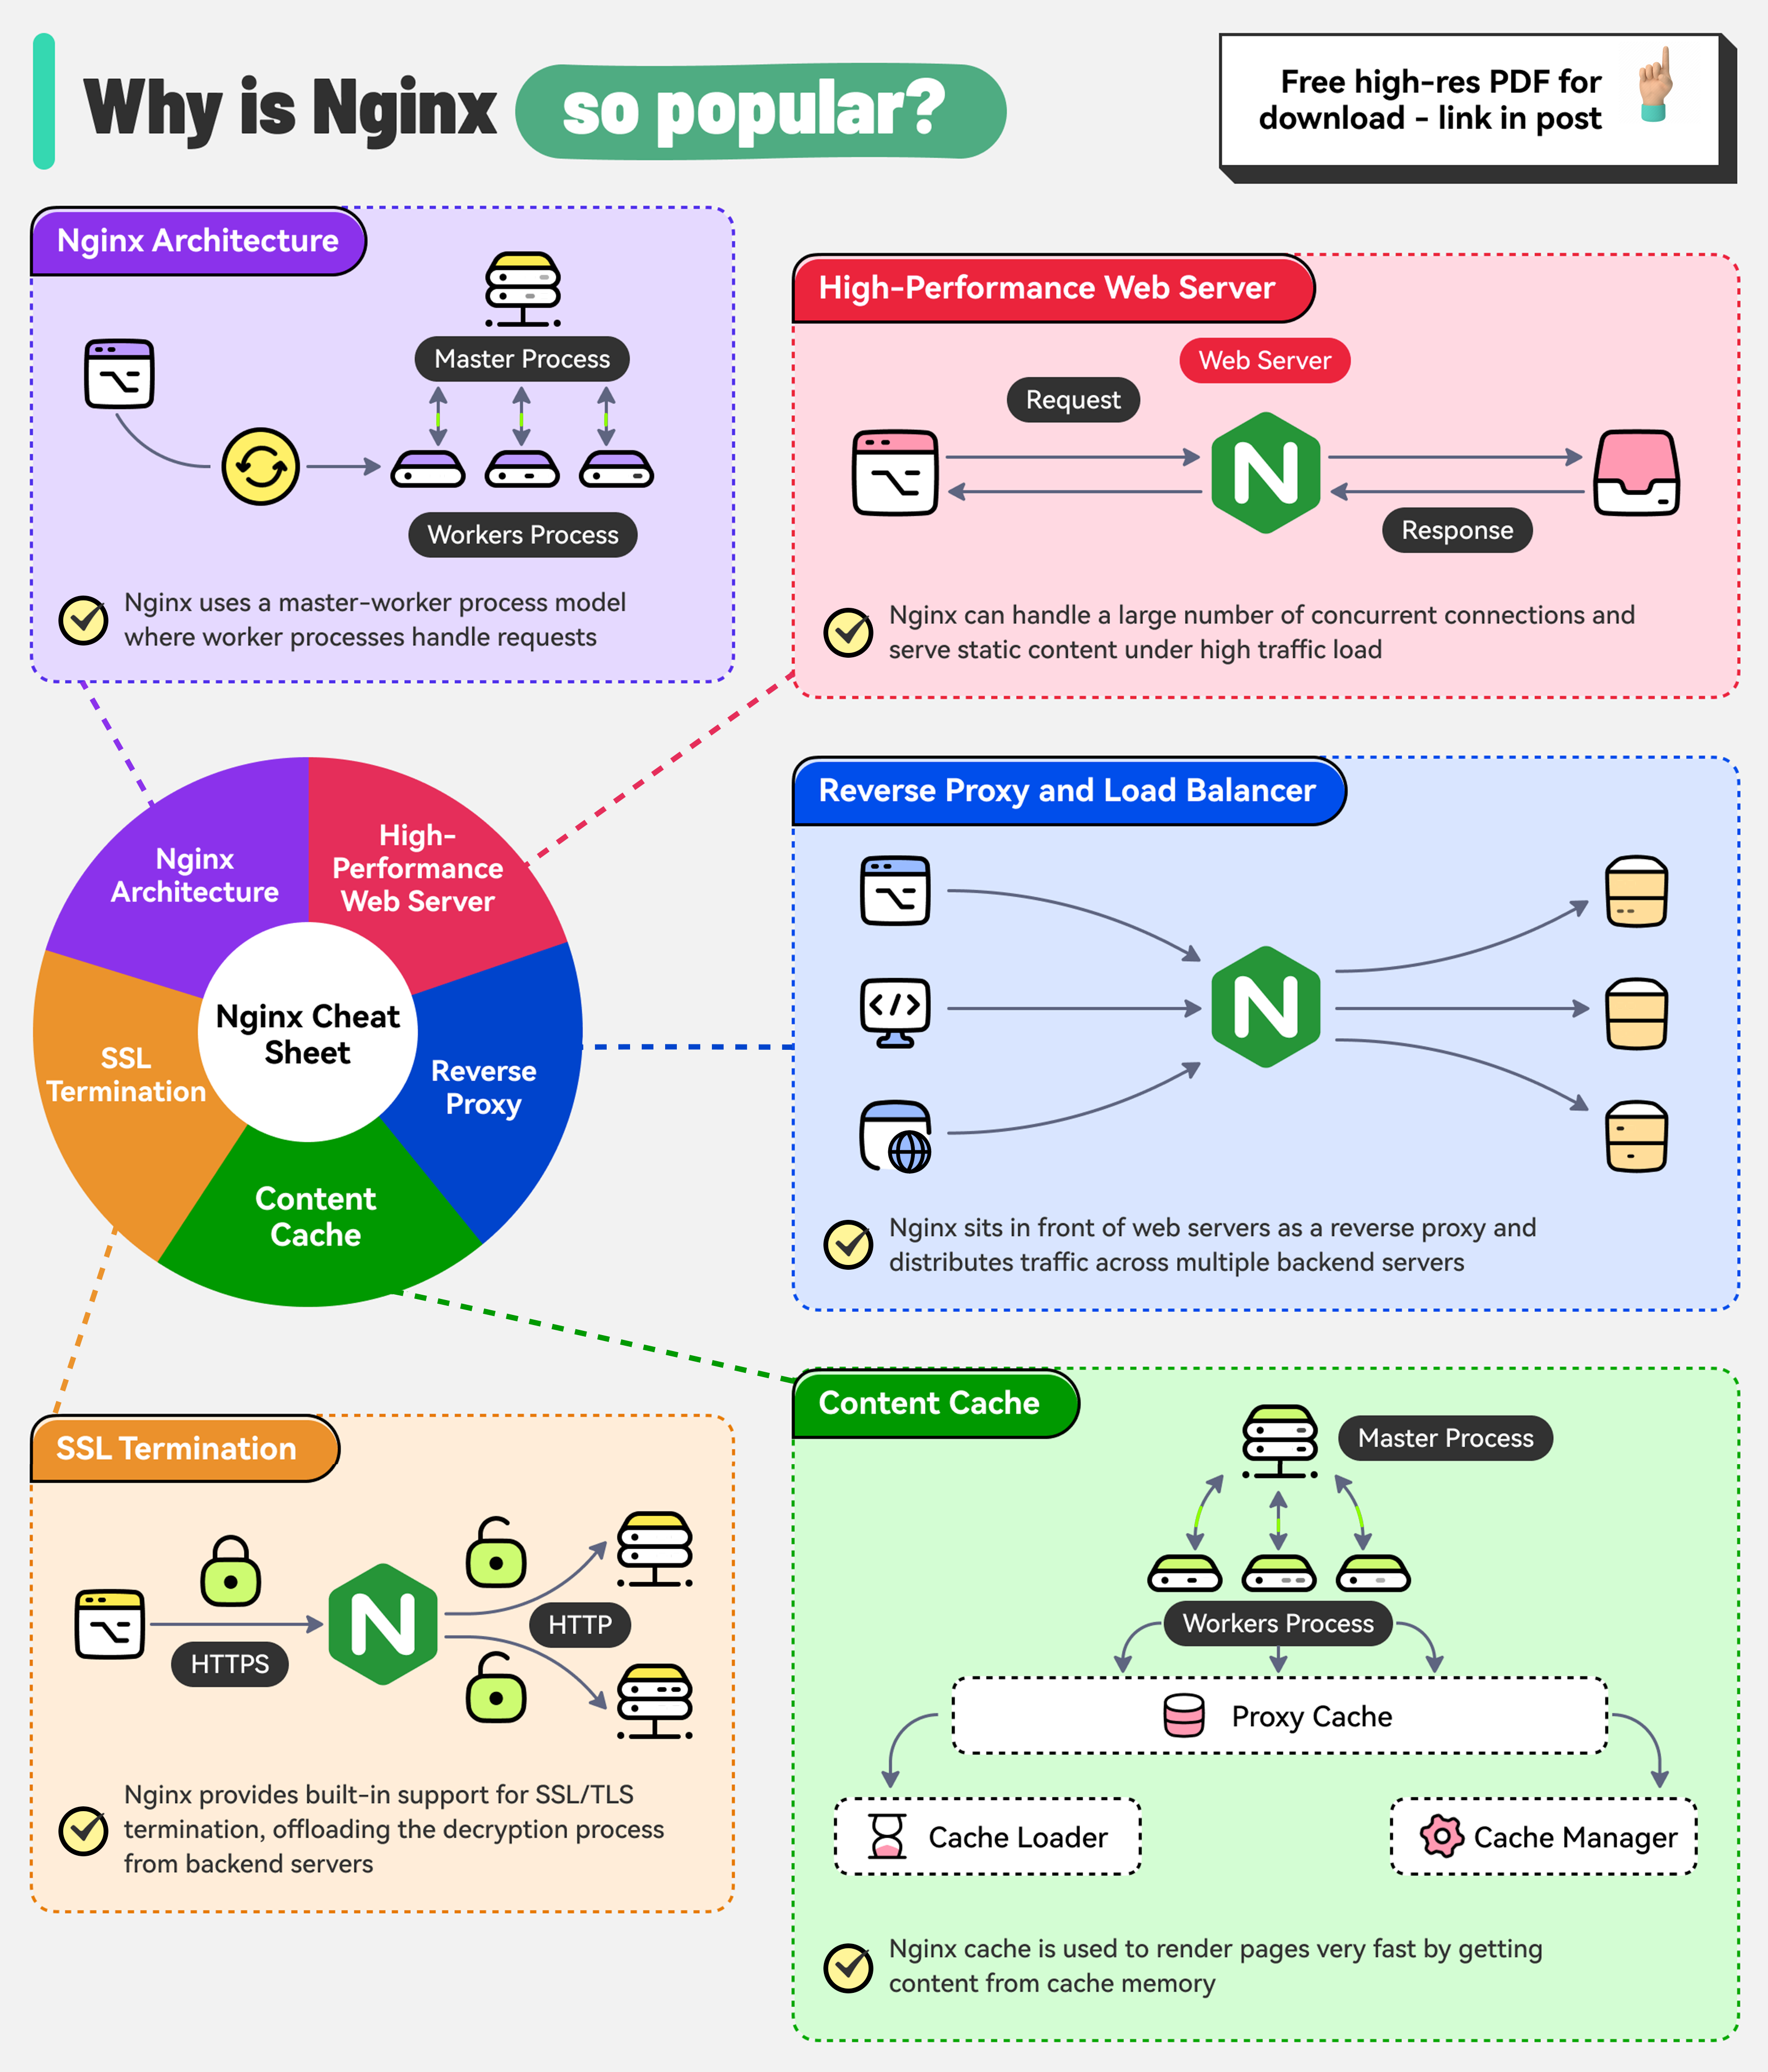 Why is Nginx so popular?
Free high-res PDF for
download - link in post
Nginx Architecture
Master Process
Workers Process
Nginx uses a master-worker process model
where worker processes handle requests
High-Performance Web Server
Web Server
Request
Response
Nginx can handle a large number of concurrent connections and
serve static content under high traffic load
Nginx
Architecture
High-
Performance
Web Server
Nginx Cheat
Sheet
SSL
Termination
Reverse
Proxy
Content
Cache
Reverse Proxy and Load Balancer
Nginx sits in front of web servers as a reverse proxy and
distributes traffic across multiple backend servers
SSL Termination
HTTPS
HTTP
Nginx provides built-in support for SSL/TLS
termination, offloading the decryption process
from backend servers
Content Cache
Master Process
Workers Process
Proxy Cache
Cache Loader
Cache Manager
Nginx cache is used to render pages very fast by getting
content from cache memory